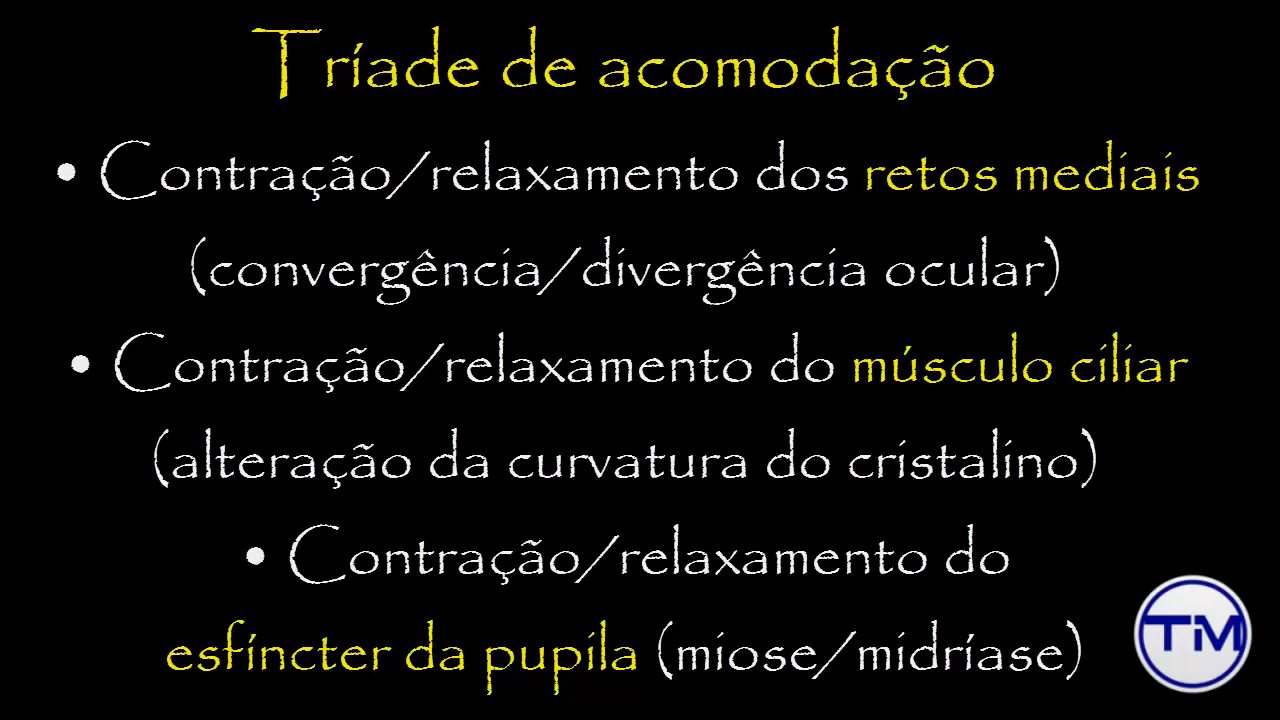 Tríade de acomodação
• Contração/relaxamento dos retos mediais
(convergência/divergência ocular)
• Contração/relaxamento do músculo ciliar
(alteração da curvatura do cristalino)
• Contração/relaxamento do
esfíncter da pupila (miose/midríase)
TM